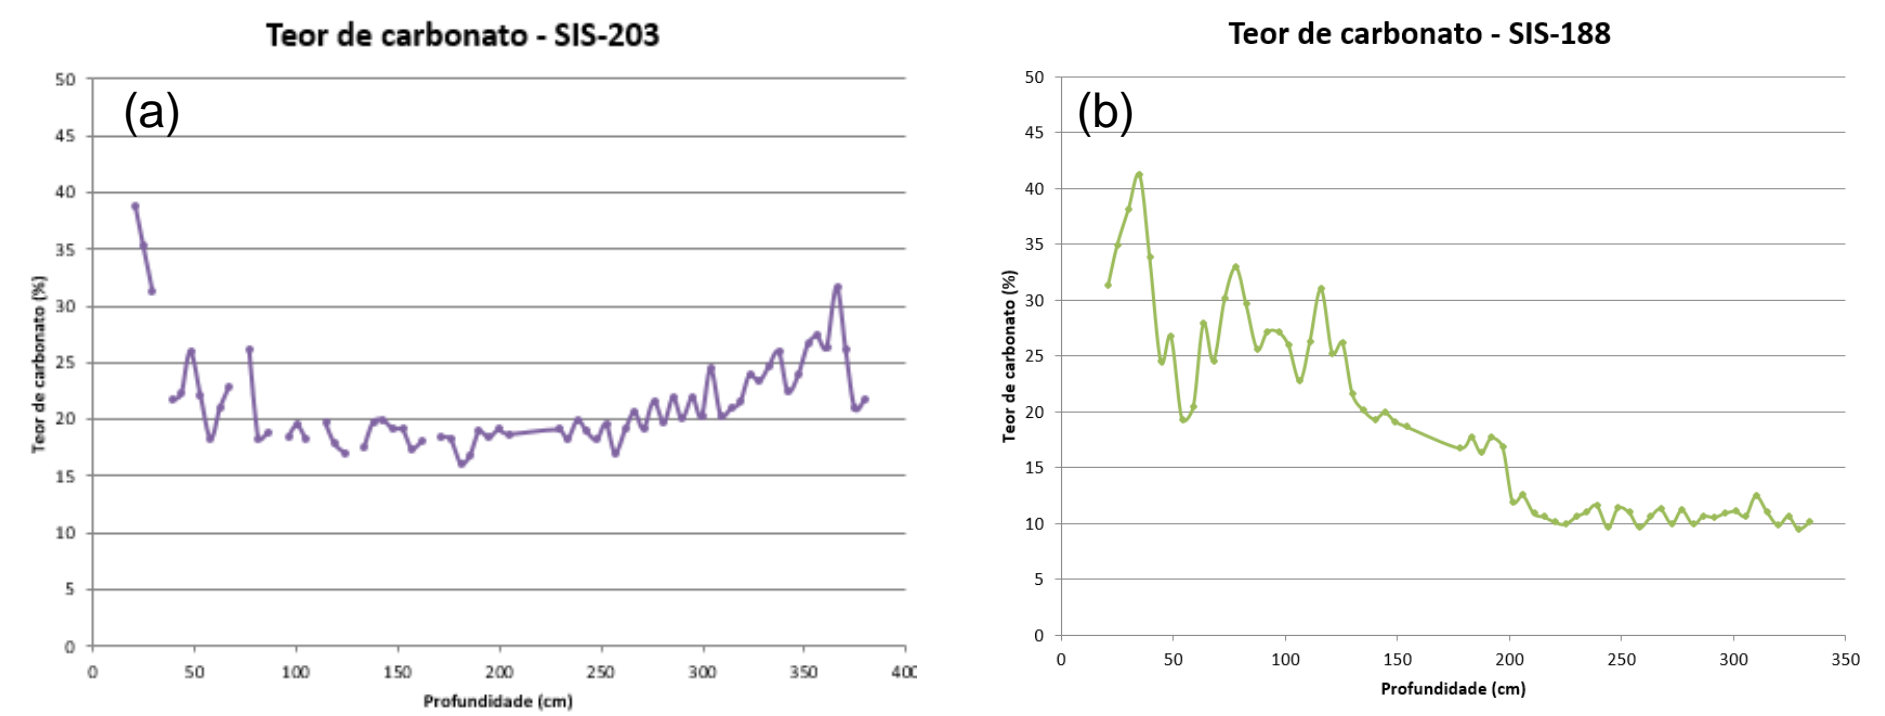 Teor de carbonato - SIS-203
(a)
50
45
40
35
30
25
20
15
10
5
0
Teor de carbonato (%)
0 50 100 150 200 250 300 350 400
Profundidade (cm)
Teor de carbonato - SIS-188
(b)
50
45
40
35
30
25
20
15
10
5
0
Teor de carbonato (%)
0 50 100 150 200 250 300 350
Profundidade (cm)